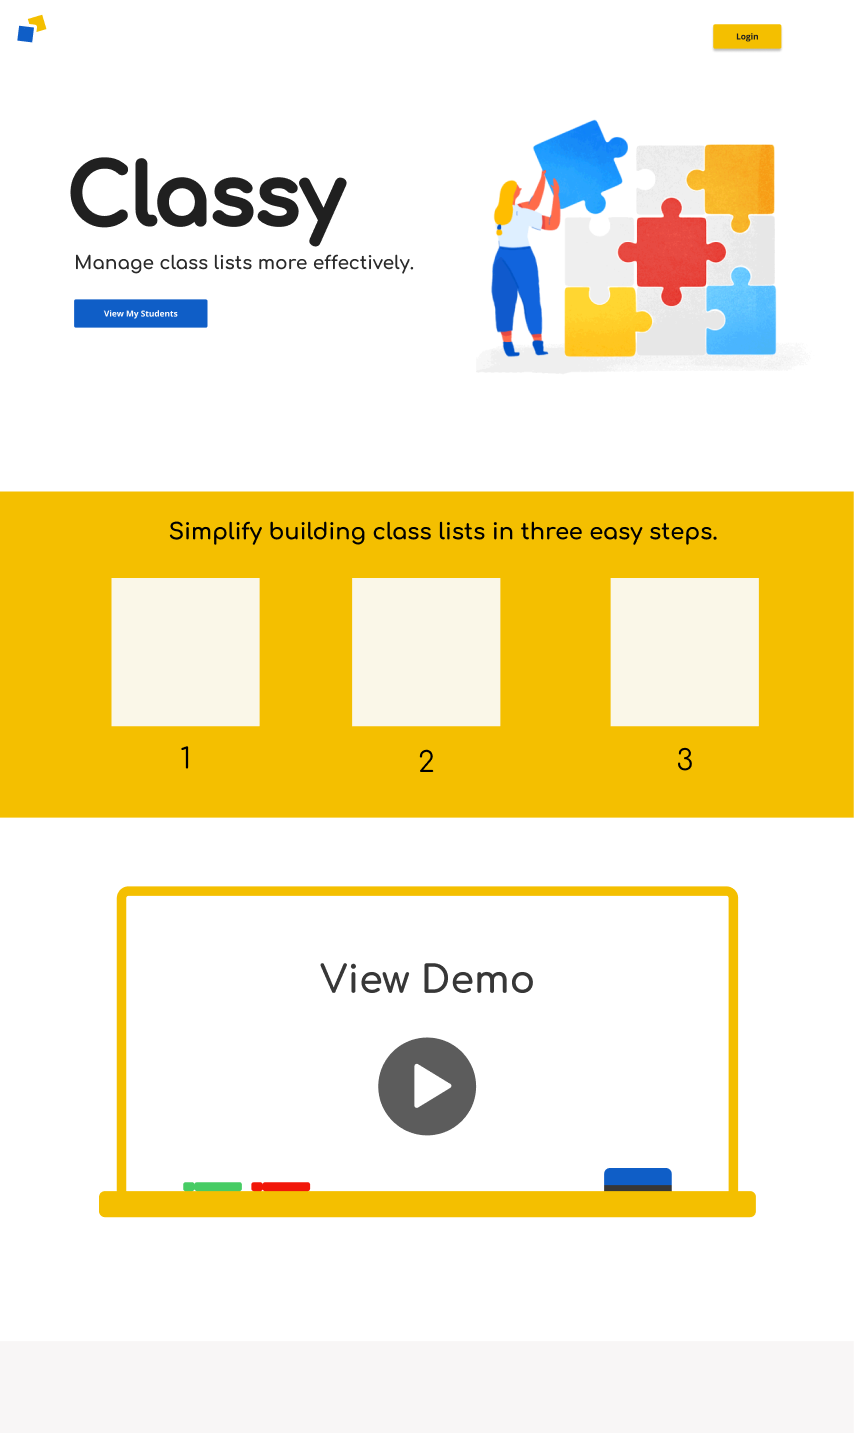 Login
Classy
Manage class lists more effectively.
View My Students
Simplify building class lists in three easy steps.
1
2
3
View Demo